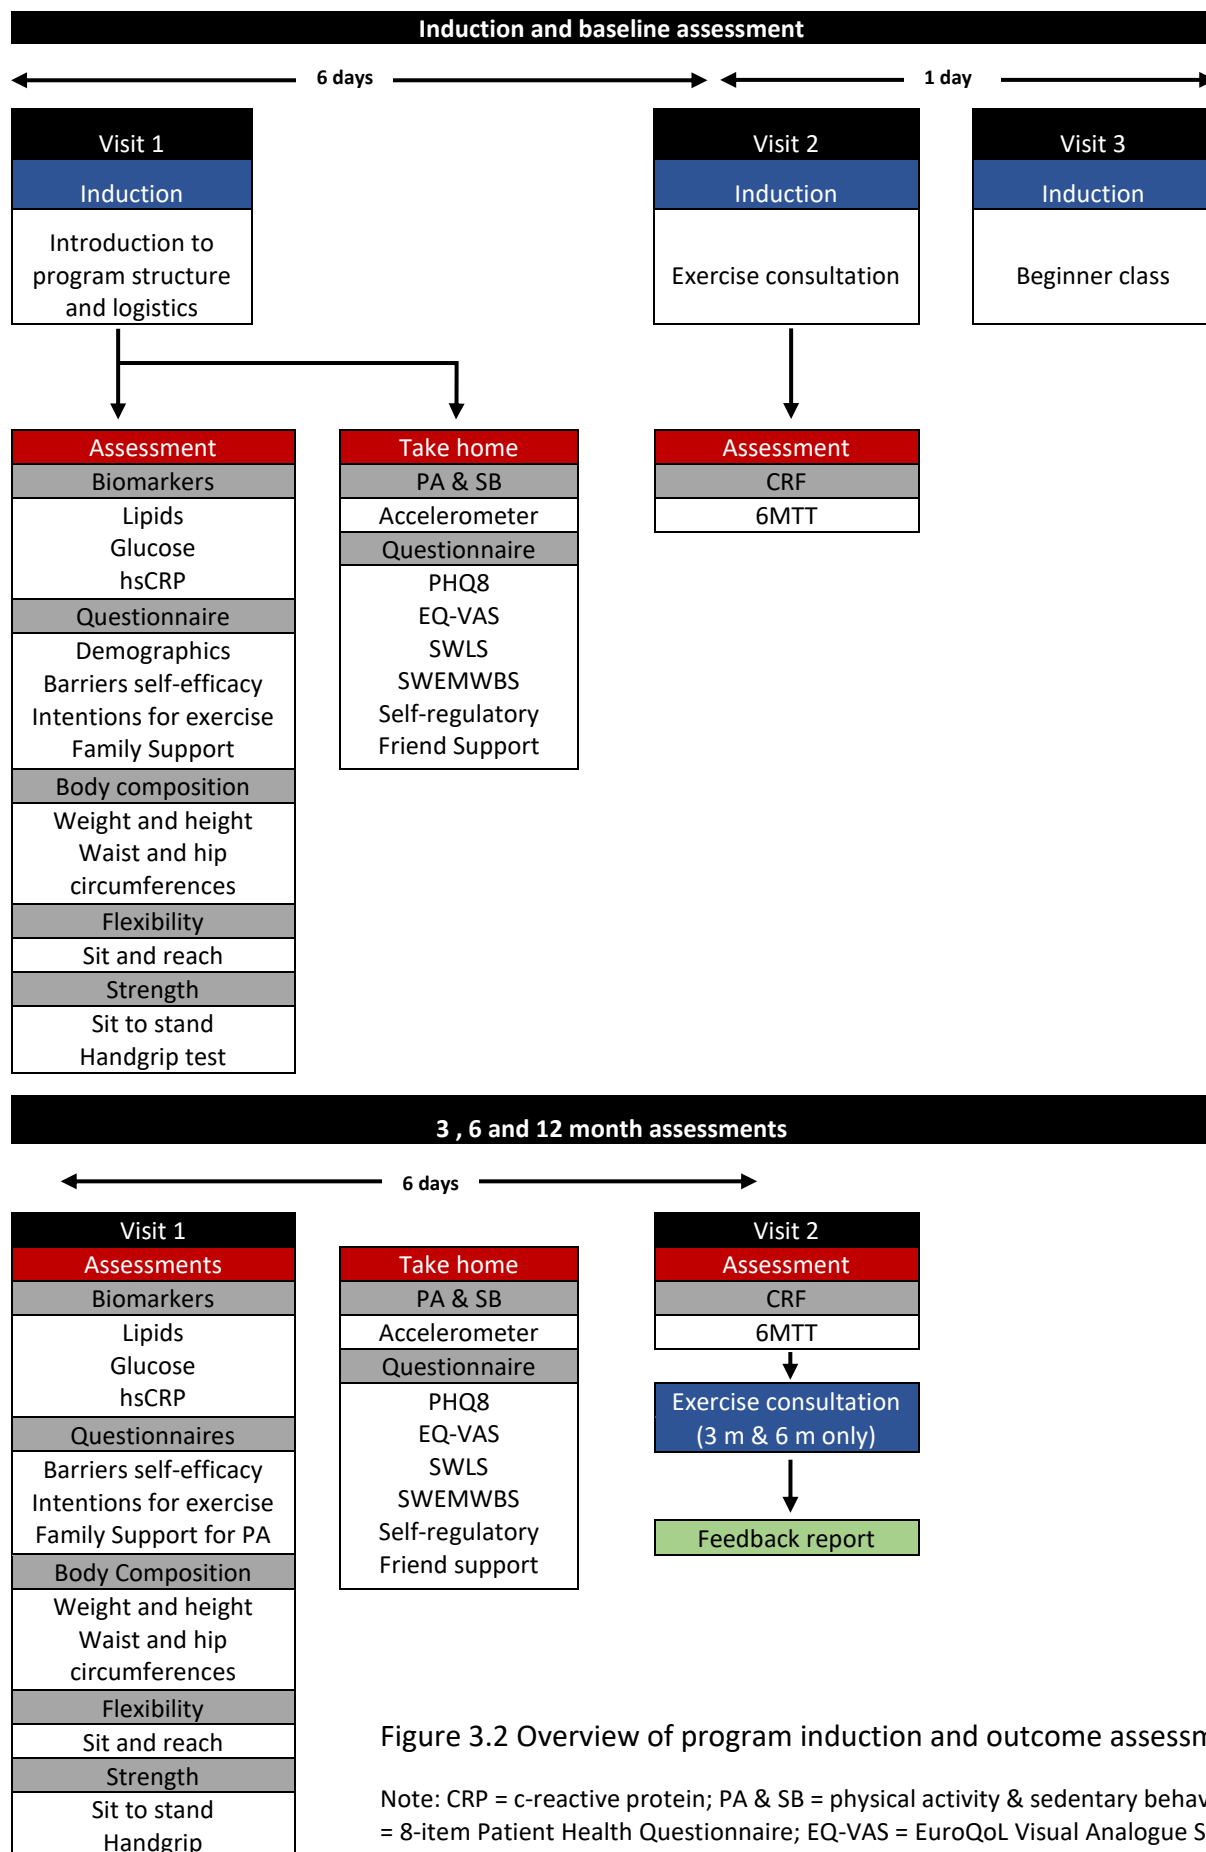 Induction and baseline assessment
6 days
1 day
Visit 1
Induction
Introduction to
program structure
and logistics
Visit 2
Induction
Exercise consultation
Visit 3
Induction
Beginner class
Assessment
Biomarkers
Lipids
Glucose
hsCRP
Questionnaire
Demographics
Barriers self-efficacy
Intentions for exercise
Family Support
Body composition
Weight and height
Waist and hip
circumferences
Flexibility
Sit and reach
Strength
Sit to stand
Handgrip test
Take home
PA & SB
Accelerometer
Questionnaire
PHQ8
EQ-VAS
SWLS
SWEMWBS
Self-regulatory
Friend Support
Assessment
CRF
6MTT
3 , 6 and 12 month assessments
6 days
Visit 1
Assessments
Biomarkers
Lipids
Glucose
hsCRP
Questionnaires
Barriers self-efficacy
Intentions for exercise
Family Support for PA
Body Composition
Weight and height
Waist and hip
circumferences
Flexibility
Sit and reach
Strength
Sit to stand
Handgrip
Take home
PA & SB
Accelerometer
Questionnaire
PHQ8
EQ-VAS
SWLS
SWEMWBS
Self-regulatory
Friend support
Visit 2
Assessment
CRF
6MTT
Exercise consultation
(3 m & 6 m only)
Feedback report
Figure 3.2 Overview of program induction and outcome
Note: CRP = c-reactive protein; PA & SB = physical activity & sedentary
= 8-item Patient Health Questionnaire; EQ-VAS = EuroQoL Visual Analogue